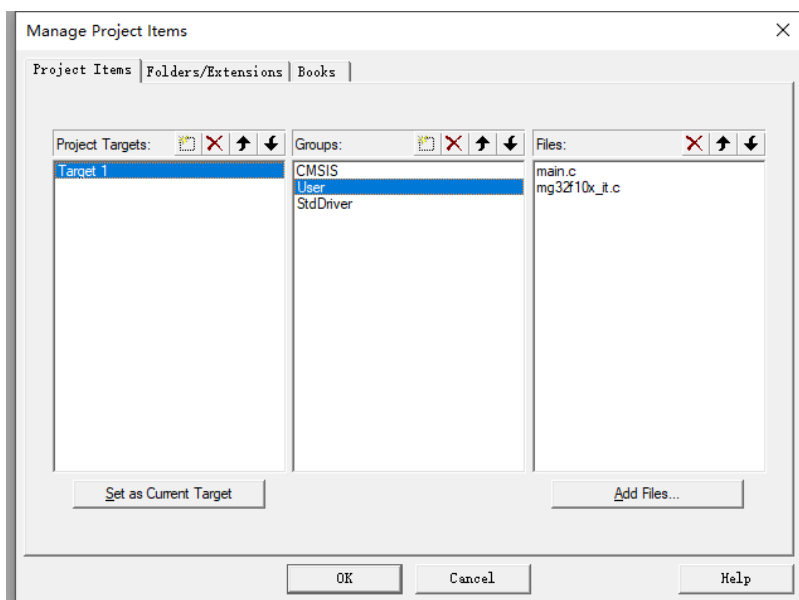 Manage Project Items
Project Items Folders/Extensions Books
Project Targets: Groups: Files:
Target 1 CMSIS main.c
User mg32f10x_it.c
StdDriver
Set as Current Target Add Files...
OK Cancel Help